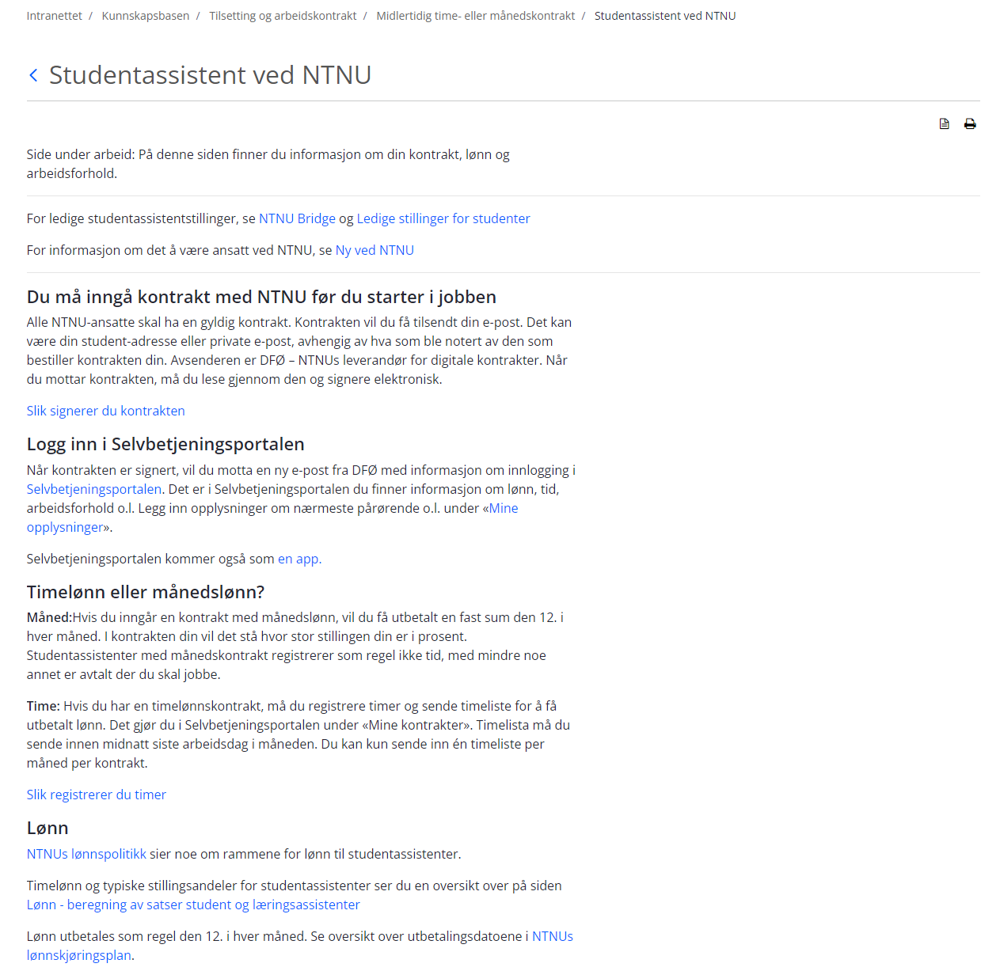 Intranettet / Kunnskapsbasen / Tilsetting og arbeidskontrakt / Midlertidig time- eller månedskontrakt / Studentassistent ved NTNU
Studentassistent ved NTNU
Side under arbeid: På denne siden finner du informasjon om din kontrakt, lønn og
arbeidsforhold.
For ledige studentassistentstillinger, se NTNU Bridge og Ledige stillinger for studenter
For informasjon om det å være ansatt ved NTNU, se Ny ved NTNU
Du må inngå kontrakt med NTNU før du starter i jobben
Alle NTNU-ansatte skal ha en gyldig kontrakt. Kontrakten vil du få tilsendt din e-post. Det kan
være din student-adresse eller private e-post, avhengig av hva som ble notert av den som
bestiller kontrakten din. Avsenderen er DFØ – NTNUs leverandør for digitale kontrakter. Når
du mottar kontrakten, må du lese gjennom den og signere elektronisk.
Slik signerer du kontrakten
Logg inn i Selvbetjeningsportalen
Når kontrakten er signert, vil du motta en ny e-post fra DFØ med informasjon om innlogging i
Selvbetjeningsportalen. Det er i Selvbetjeningsportalen du finner informasjon om lønn, tid,
arbeidsforhold o.l. Legg inn opplysninger om nærmeste pårørende o.l. under «Mine
opplysninger».
Selvbetjeningsportalen kommer også som en app.
Timelønn eller månedslønn?
Måned:Hvis du inngår en kontrakt med månedslønn, vil du få utbetalt en fast sum den 12. i
hver måned. I kontrakten din vil det stå hvor stor stillingen din er i prosent.
Studentassistenter med månedskontrakt registrerer som regel ikke tid, med mindre noe
annet er avtalt der du skal jobbe.
Time: Hvis du har en timelønnskontrakt, må du registrere timer og sende timeliste for å få
utbetalt lønn. Det gjør du i Selvbetjeningsportalen under «Mine kontrakter». Timelista må du
sende innen midnatt siste arbeidsdag i måneden. Du kan kun sende inn én timeliste per
måned per kontrakt.
Slik registrerer du timer
Lønn
NTNUs lønnspolitikk sier noe om rammene for lønn til studentassistenter.
Timelønn og typiske stillingsandeler for studentassistenter ser du en oversikt over på siden
Lønn - beregning av satser student og læringsassistenter
Lønn utbetales som regel den 12. i hver måned. Se oversikt over utbetalingsdatoene i NTNUs
lønnskjøringsplan.